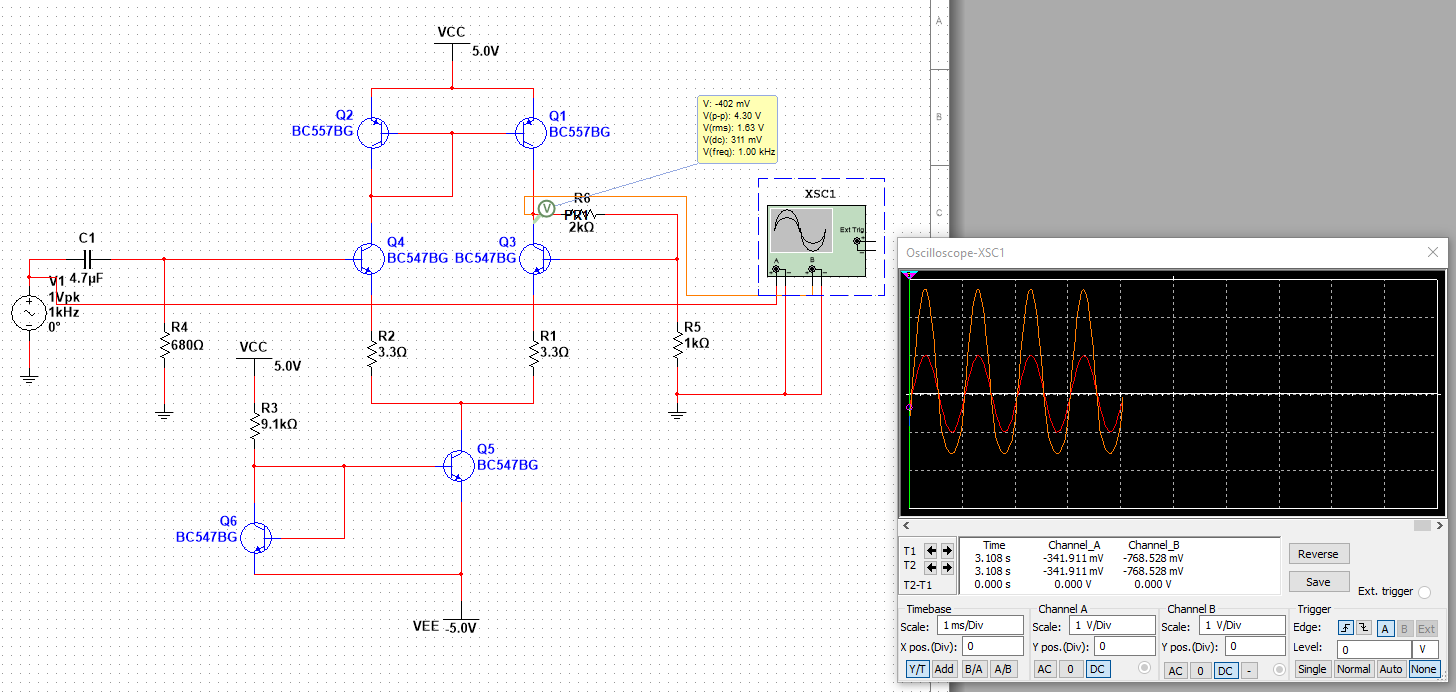 VCC
5.0V
Q2
BC557BG
Q1
BC557BG
V: -402 mV
V(p-p): 4.30 V
V(rms): 1.63 V
V(dc): 311 mV
V(freq): 1.00 kHz
A
B
C
XSC1
Ext Trig
A
B
V
R6
PR1
2kΩ
C1
4.7µF
Q4
BC547BG
Q3
BC547BG
V1
1Vpk
1kHz
0°
R4
680Ω
R2
3.3Ω
R1
3.3Ω
R5
1kΩ
VCC
5.0V
R3
9.1kΩ
Q5
BC547BG
Q6
BC547BG
VEE
-5.0V
Oscilloscope-XSC1
Time Channel_A Channel_B
T1 3.108 s -341.911 mV -768.528 mV
T2 3.108 s -341.911 mV -768.528 mV
T2-T1 0.000 s 0.000 V 0.000 V
Reverse
Save
Ext. trigger
Timebase
Scale: 1 ms/Div
X pos.(Div): 0
Y/T Add B/A A/B
Channel A
Scale: 1 V/Div
Y pos.(Div): 0
AC 0 DC
Channel B
Scale: 1 V/Div
Y pos.(Div): 0
AC 0 DC -
Trigger
Edge: A B Ext
Level: 0 V
Single Normal Auto None